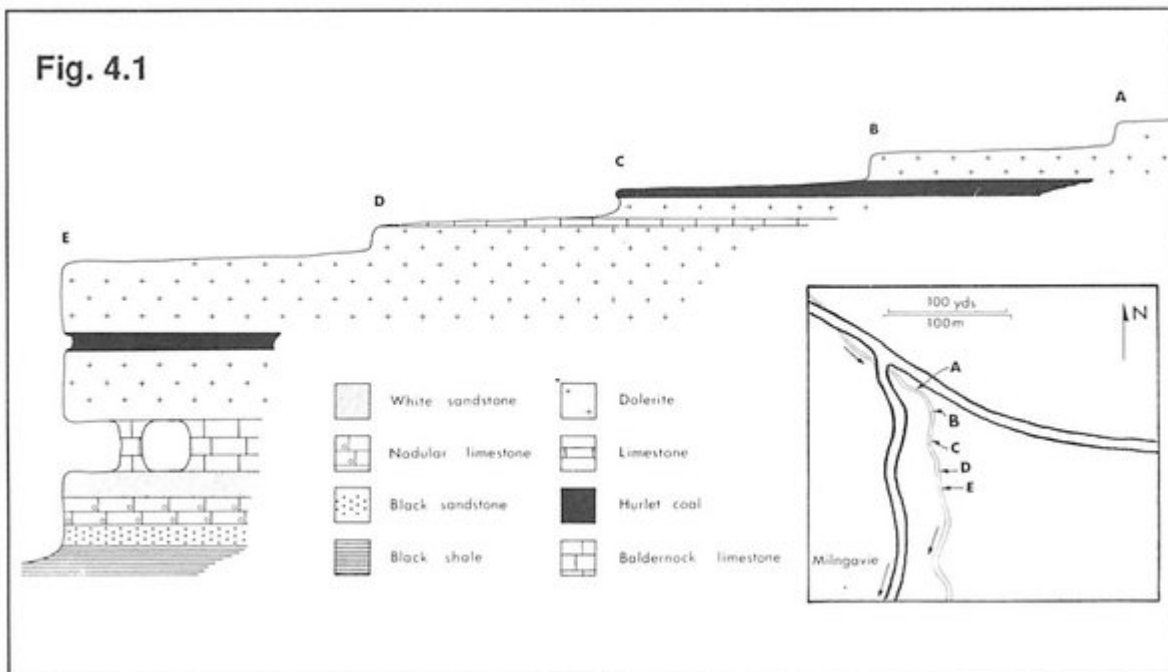 Fig. 4.1
A
B
C
D
E
White sandstone
Dolerite
Nodular limestone
Limestone
Black sandstone
Hurlet coal
Black shale
Baldernock limestone
100 yds
100m
N
A
B
C
D
E
Milngavie